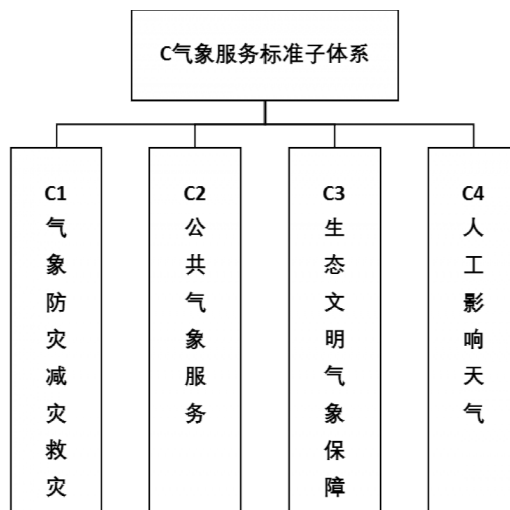 C气象服务标准子体系
C1
气象防灾减灾救灾
C2
公共气象服务
C3
生态文明气象保障
C4
人工影响天气